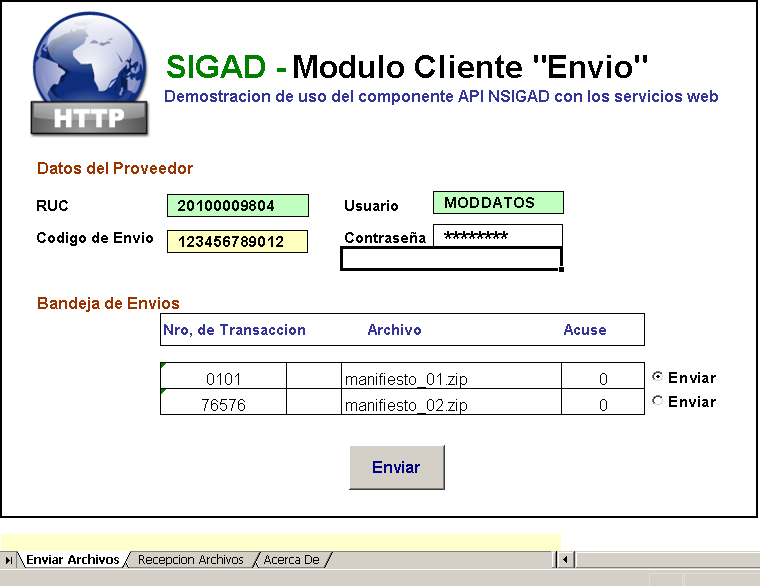 HTTP
SIGAD - Modulo Cliente "Envio"
Demostracion de uso del componente API NSIGAD con los servicios web
Datos del Proveedor
RUC 20100009804 Usuario MODDATOS
Codigo de Envio 123456789012 Contraseña ********
Bandeja de Envios
Nro, de Transaccion Archivo Acuse
0101 manifiesto_01.zip 0 Enviar
76576 manifiesto_02.zip 0 Enviar
Enviar
Enviar Archivos Recepcion Archivos Acerca De